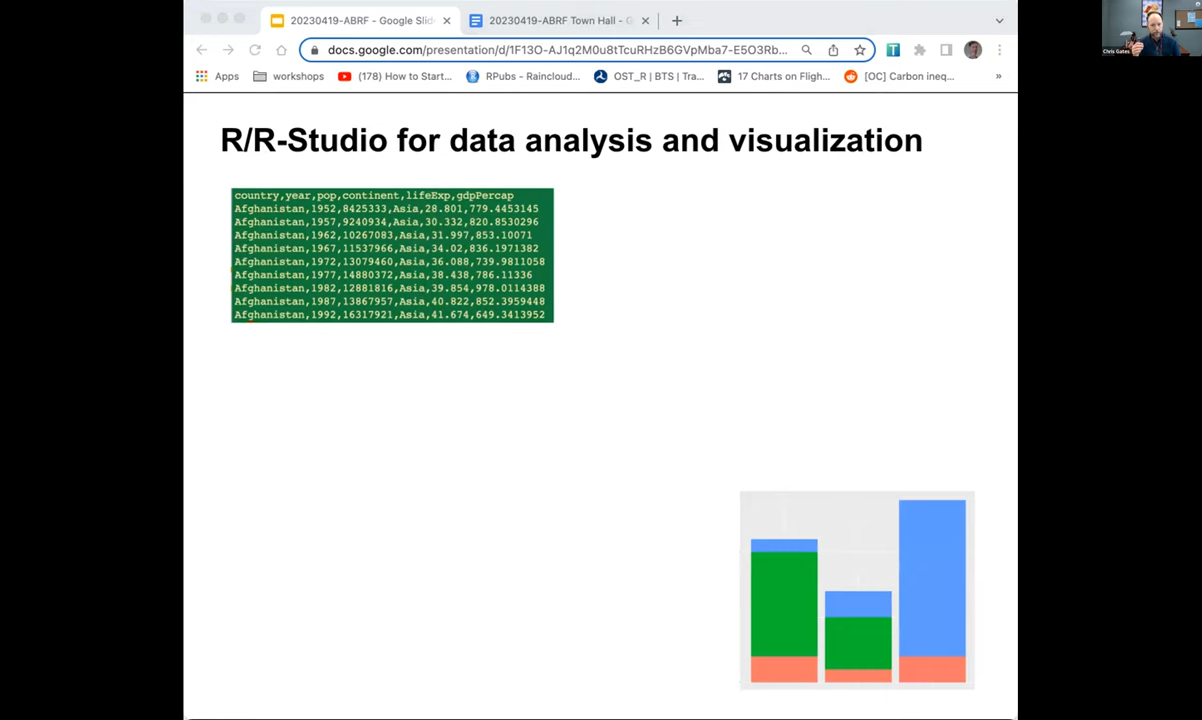 20230419-ABRF - Google Slid
20230419-ABRF Town Hall - G
docs.google.com/presentation/d/1F13O-AJ1q2M0u8tTcuRHzB6GVpMba7-E5O3Rb...
Apps
workshops
(178) How to Start...
RPubs - Raincloud...
OST_R | BTS | Tra...
17 Charts on Fligh...
[OC] Carbon ineq...
»
Chris Gates
R/R-Studio for data analysis and visualization
country,year,pop,continent,lifeExp,gdpPercap
Afghanistan,1952,8425333,Asia,28.801,779.4453145
Afghanistan,1957,9240934,Asia,30.332,820.8530296
Afghanistan,1962,10267083,Asia,31.997,853.10071
Afghanistan,1967,11537966,Asia,34.02,836.1971382
Afghanistan,1972,13079460,Asia,36.088,739.9811058
Afghanistan,1977,14880372,Asia,38.438,786.11336
Afghanistan,1982,12881816,Asia,39.854,978.0114388
Afghanistan,1987,13867957,Asia,40.822,852.3959448
Afghanistan,1992,16317921,Asia,41.674,649.3413952